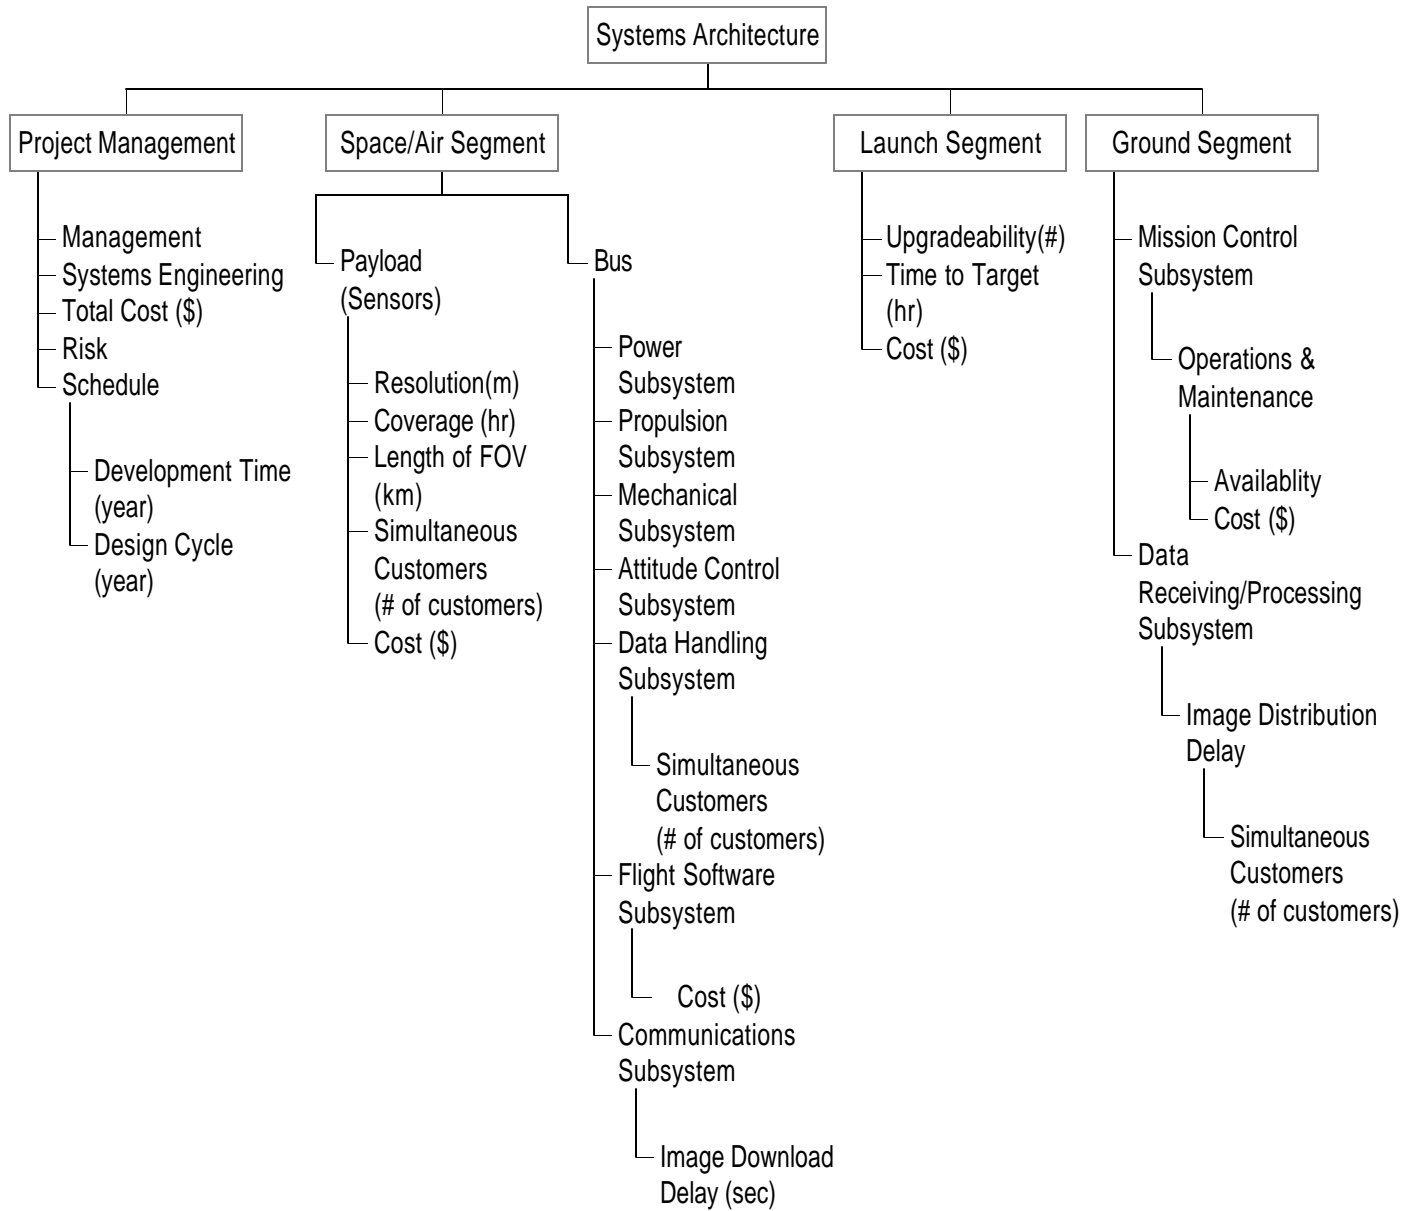 Systems Architecture
Project Management
Space/Air Segment
Launch Segment
Ground Segment
Management
Systems Engineering
Total Cost ($)
Risk
Schedule
Development Time
(year)
Design Cycle
(year)
Payload
(Sensors)
Resolution(m)
Coverage (hr)
Length of FOV
(km)
Simultaneous
Customers
(# of customers)
Cost ($)
Bus
Power
Subsystem
Propulsion
Subsystem
Mechanical
Subsystem
Attitude Control
Subsystem
Data Handling
Subsystem
Simultaneous
Customers
(# of customers)
Flight Software
Subsystem
Cost ($)
Communications
Subsystem
Image Download
Delay (sec)
Upgradeability(#)
Time to Target
(hr)
Cost ($)
Mission Control
Subsystem
Operations &
Maintenance
Availablity
Cost ($)
Data
Receiving/Processing
Subsystem
Image Distribution
Delay
Simultaneous
Customers
(# of customers)